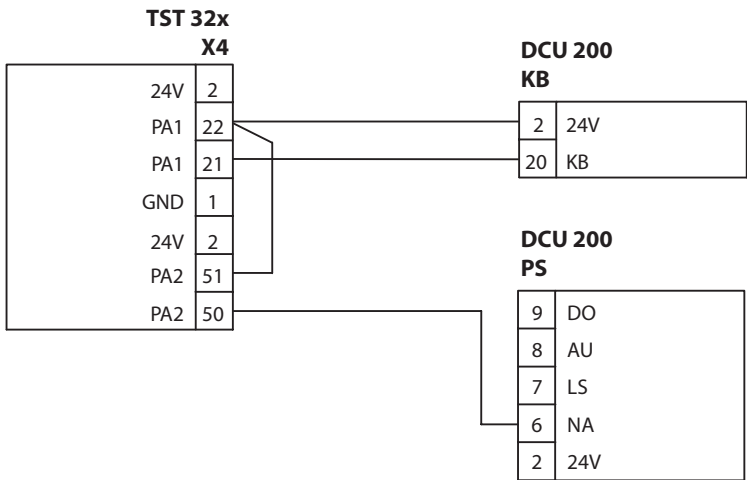 TST 32x
X4
24V 2
PA1 22
PA1 21
GND 1
24V 2
PA2 51
PA2 50
DCU 200
KB
2 24V
20 KB
DCU 200
PS
9 DO
8 AU
7 LS
6 NA
2 24V